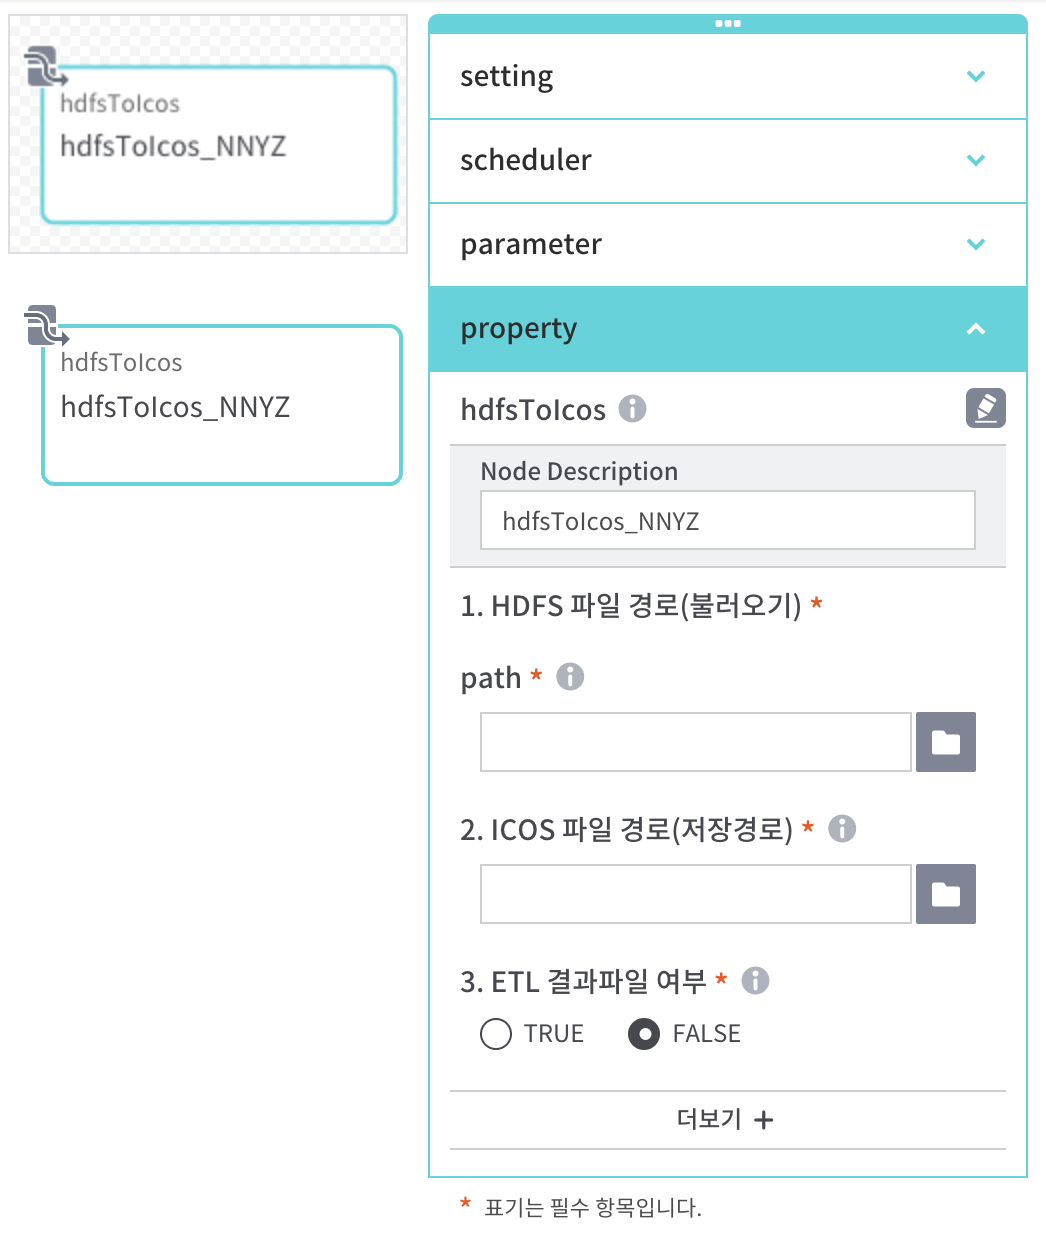 hdfsToIcos
hdfsToIcos_NNYZ
hdfsToIcos
hdfsToIcos_NNYZ
setting
scheduler
parameter
property
hdfsToIcos
Node Description
hdfsToIcos_NNYZ
1. HDFS 파일 경로(불러오기) *
path *
2. ICOS 파일 경로(저장경로) *
3. ETL 결과파일 여부 *
TRUE FALSE
더보기 +
* 표기는 필수 항목입니다.